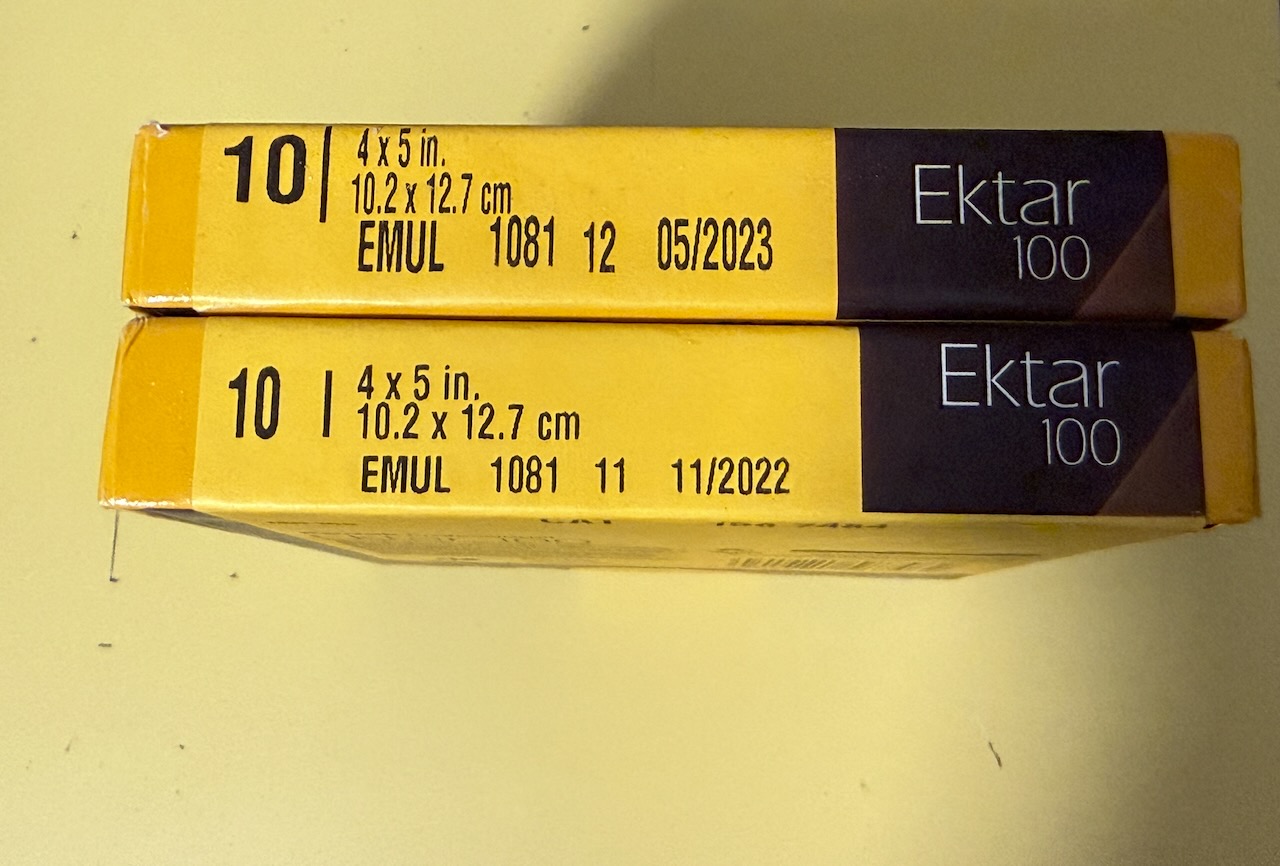 10 | 4 x 5 in.
10.2 x 12.7 cm
EMUL 1081 12 05/2023
Ektar
100
10 | 4 x 5 in.
10.2 x 12.7 cm
EMUL 1081 11 11/2022
Ektar
100
CAT